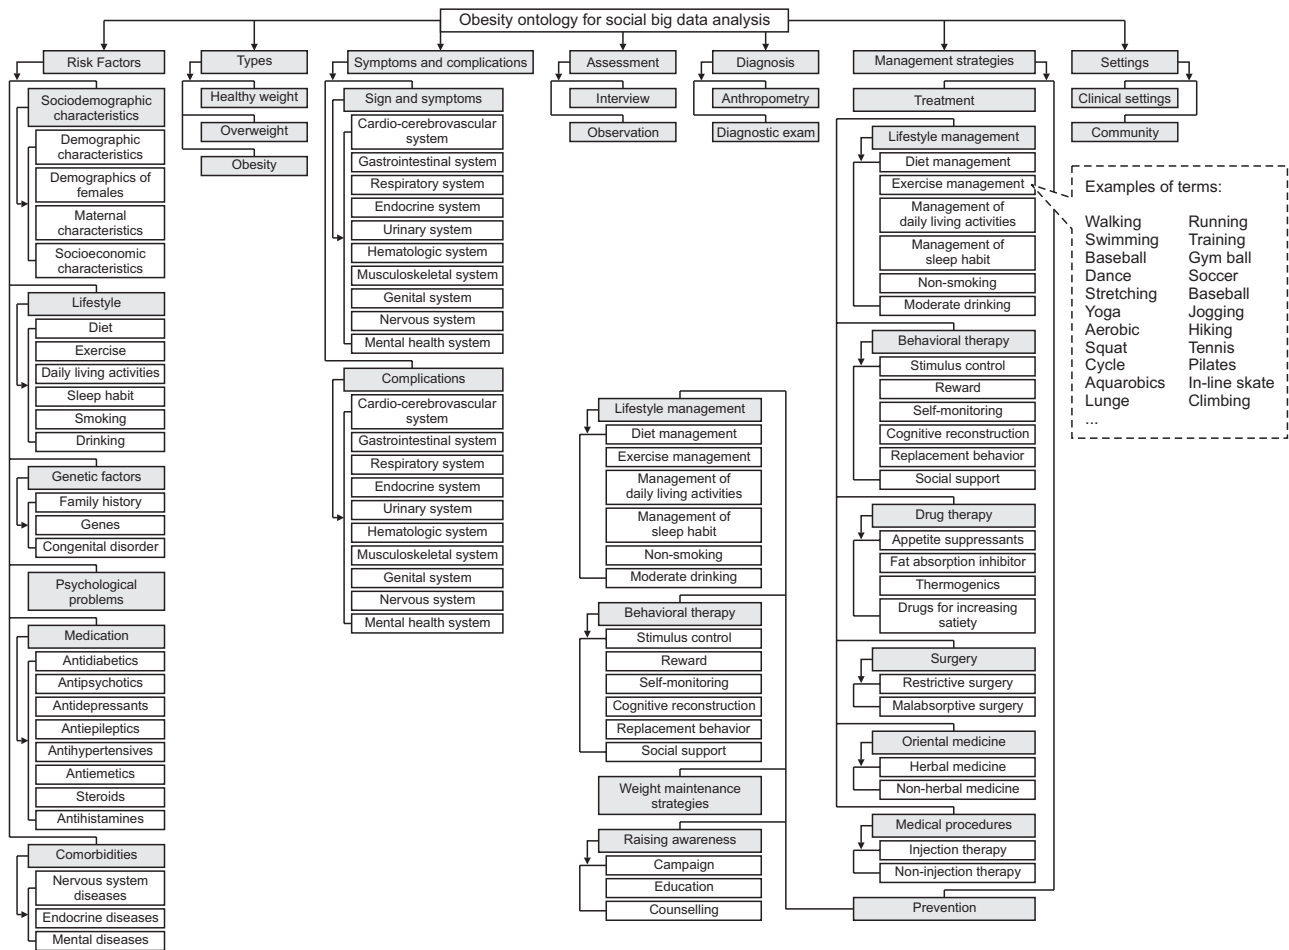 Obesity ontology for social big data analysis
Risk Factors
Sociodemographic
characteristics
Demographic
characteristics
Demographics of
females
Maternal
characteristics
Socioeconomic
characteristics
Lifestyle
Diet
Exercise
Daily living activities
Sleep habit
Smoking
Drinking
Genetic factors
Family history
Genes
Congenital disorder
Psychological
problems
Medication
Antidiabetics
Antipsychotics
Antidepressants
Antiepileptics
Antihypertensives
Antiemetics
Steroids
Antihistamines
Comorbidities
Nervous system
diseases
Endocrine diseases
Mental diseases
Types
Healthy weight
Overweight
Obesity
Symptoms and complications
Sign and symptoms
Cardio-cerebrovascular
system
Gastrointestinal system
Respiratory system
Endocrine system
Urinary system
Hematologic system
Musculoskeletal system
Genital system
Nervous system
Mental health system
Complications
Cardio-cerebrovascular
system
Gastrointestinal system
Respiratory system
Endocrine system
Urinary system
Hematologic system
Musculoskeletal system
Genital system
Nervous system
Mental health system
Assessment
Interview
Observation
Diagnosis
Anthropometry
Diagnostic exam
Management strategies
Treatment
Lifestyle management
Diet management
Exercise management
Management of
daily living activities
Management of
sleep habit
Non-smoking
Moderate drinking
Behavioral therapy
Stimulus control
Reward
Self-monitoring
Cognitive reconstruction
Replacement behavior
Social support
Drug therapy
Appetite suppressants
Fat absorption inhibitor
Thermogenics
Drugs for increasing
satiety
Surgery
Restrictive surgery
Malabsorptive surgery
Oriental medicine
Herbal medicine
Non-herbal medicine
Medical procedures
Injection therapy
Non-injection therapy
Prevention
Lifestyle management
Diet management
Exercise management
Management of
daily living activities
Management of
sleep habit
Non-smoking
Moderate drinking
Behavioral therapy
Stimulus control
Reward
Self-monitoring
Cognitive reconstruction
Replacement behavior
Social support
Weight maintenance
strategies
Raising awareness
Campaign
Education
Counselling
Settings
Clinical settings
Community
Examples of terms:
Walking Running
Swimming Training
Baseball Gym ball
Dance Soccer
Stretching Baseball
Yoga Jogging
Aerobic Hiking
Squat Tennis
Cycle Pilates
Aquarobics In-line skate
Lunge Climbing
...